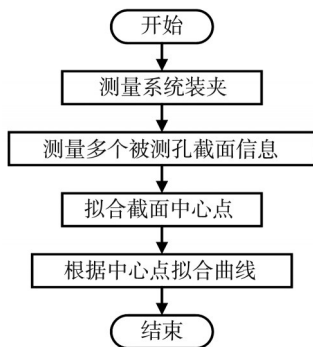 开始
测量系统装夹
测量多个被测孔截面信息
拟合截面中心点
根据中心点拟合曲线
结束